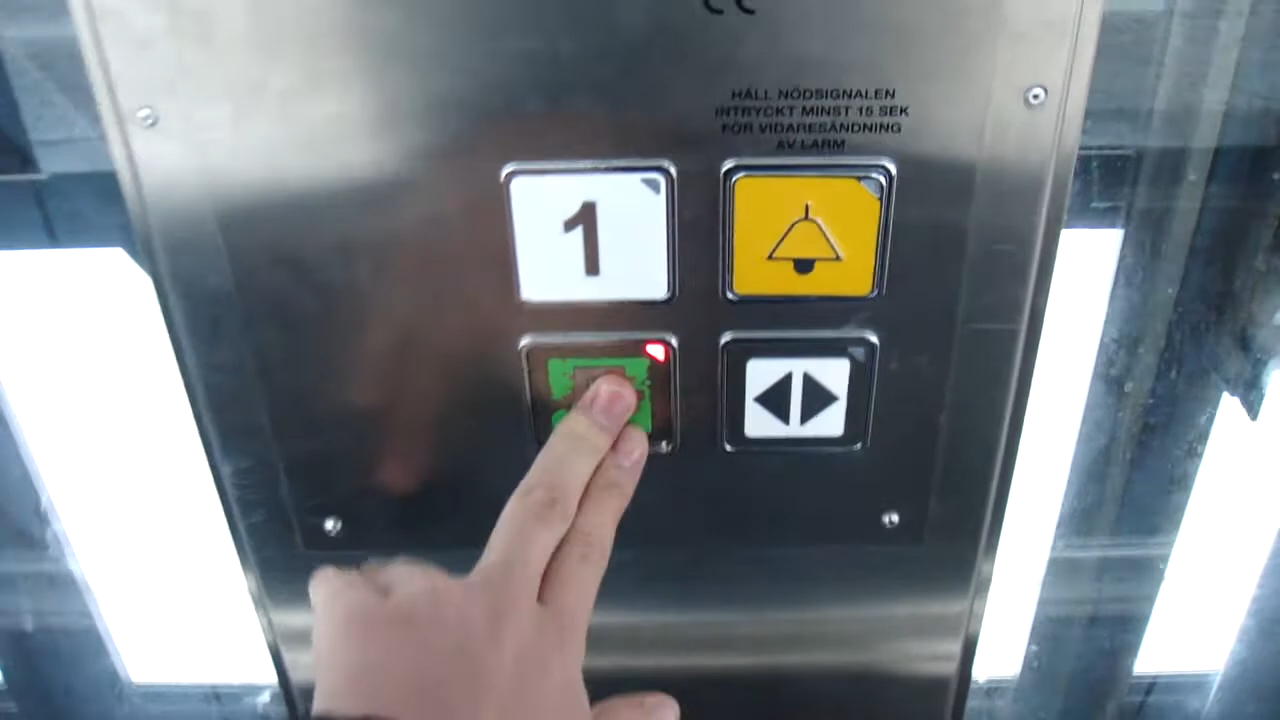 HÅLL NÖDSIGNALEN
INTRYCKT MINST 15 SEK
FÖR VIDARESÄNDNING
AV LARM
1